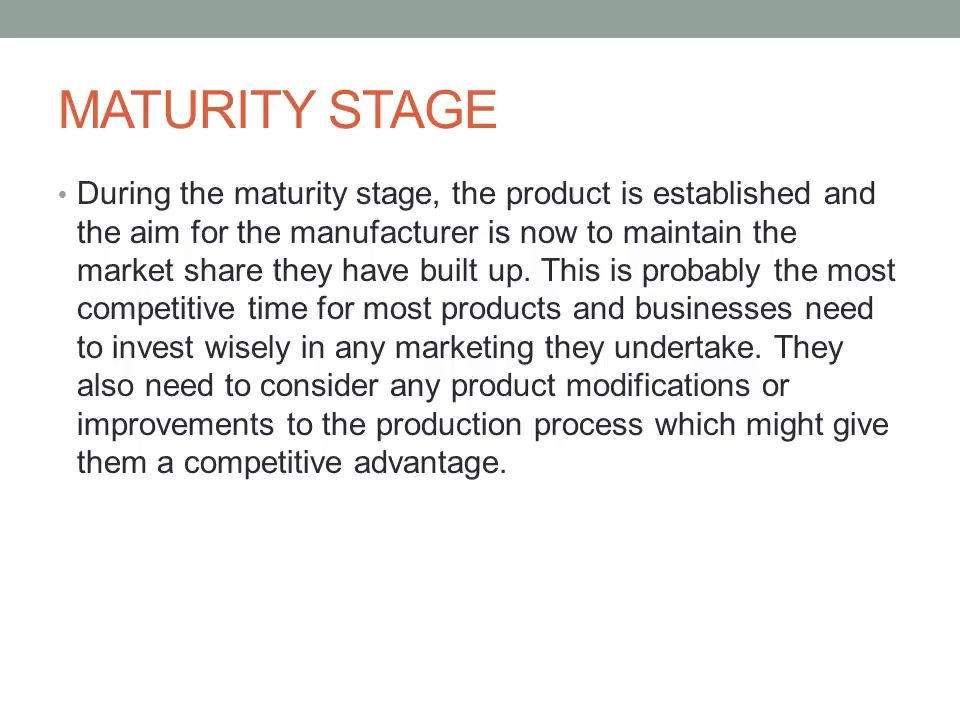 MATURITY STAGE
• During the maturity stage, the product is established and
the aim for the manufacturer is now to maintain the
market share they have built up. This is probably the most
competitive time for most products and businesses need
to invest wisely in any marketing they undertake. They
also need to consider any product modifications or
improvements to the production process which might give
them a competitive advantage.